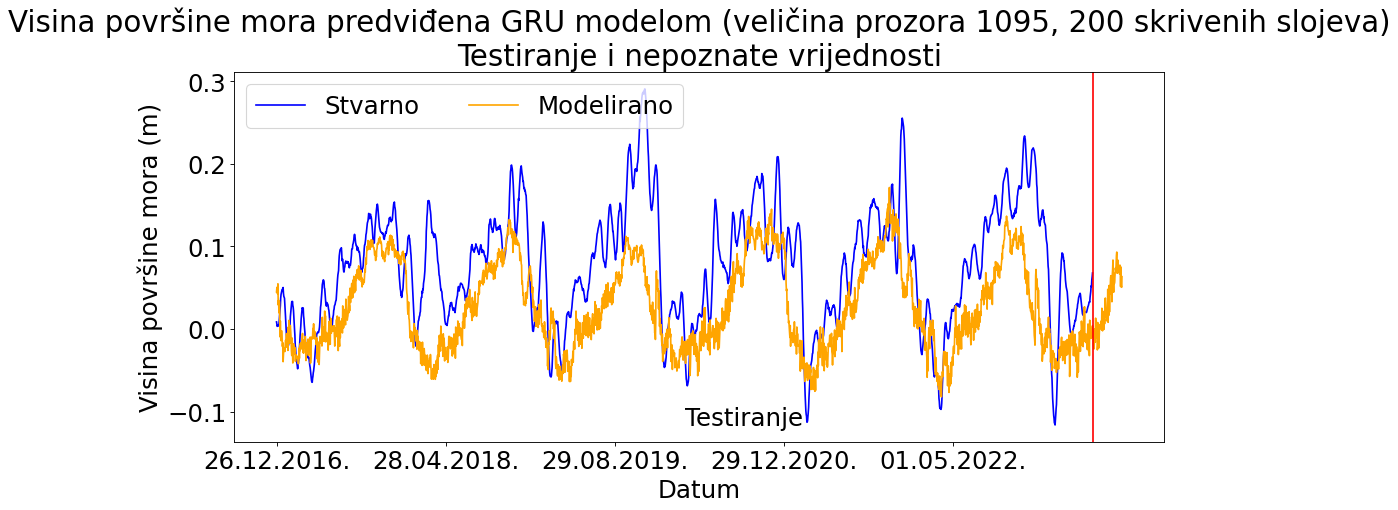 Visina površine mora predviđena GRU modelom (veličina prozora 1095, 200 skrivenih slojeva)
Testiranje i nepoznate vrijednosti
Stvarno
Modelirano
0.3
0.2
0.1
0.0
−0.1
Visina površine mora (m)
Testiranje
26.12.2016.
28.04.2018.
29.08.2019.
29.12.2020.
01.05.2022.
Datum